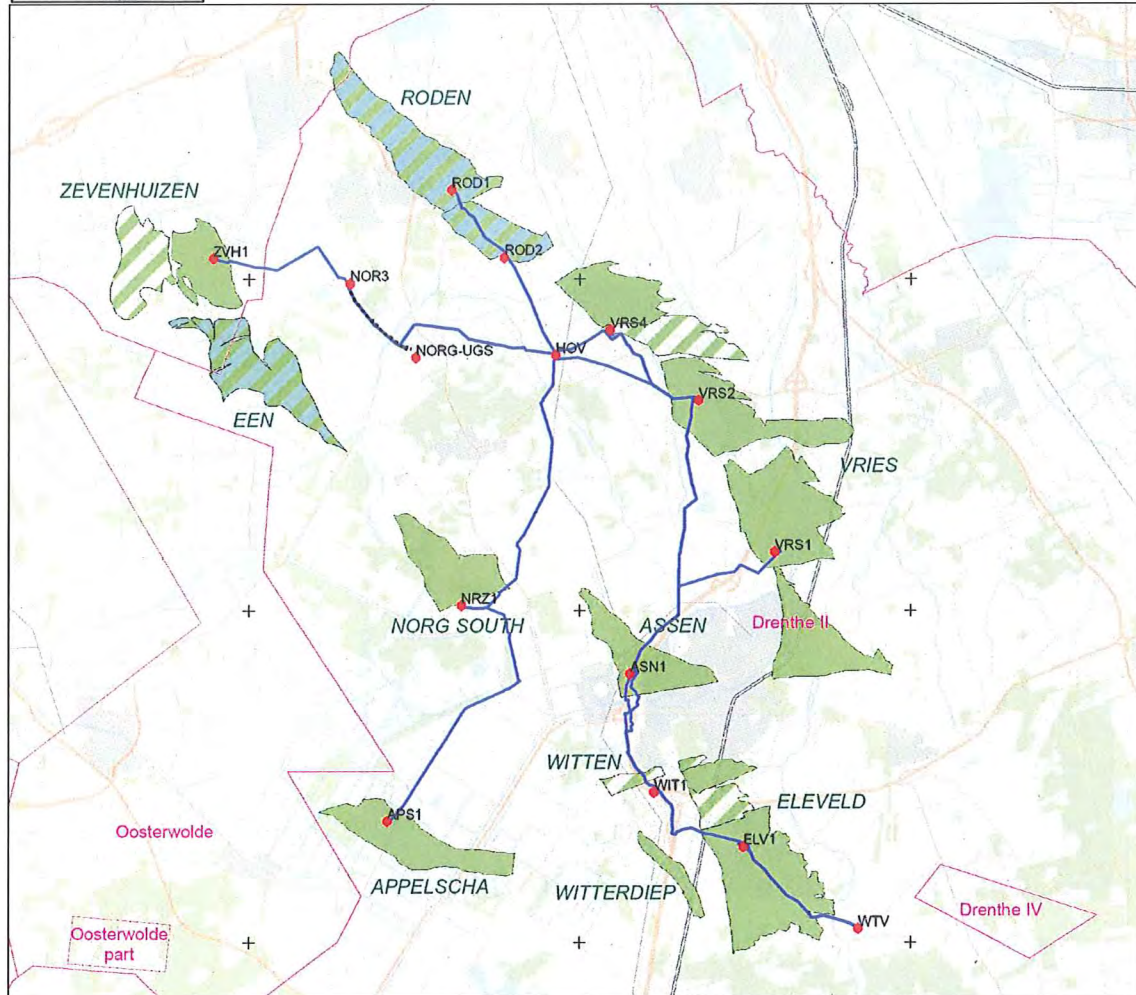 RODEN
ROD1
ZEVENHUIZEN
ROD2
ZVH1
NOR3
VRS4
NORG-UGS
HOV
VRS2
EEN
VRIES
VRS1
NRZ1
NORG SOUTH
ASSEN
Drenthe II
ASN1
WITTEN
WIT1
ELEVELD
APS1
Oosterwolde
ELV1
APPELSCHA
WITTERDIEP
Drenthe IV
WTV
Oosterwolde
part